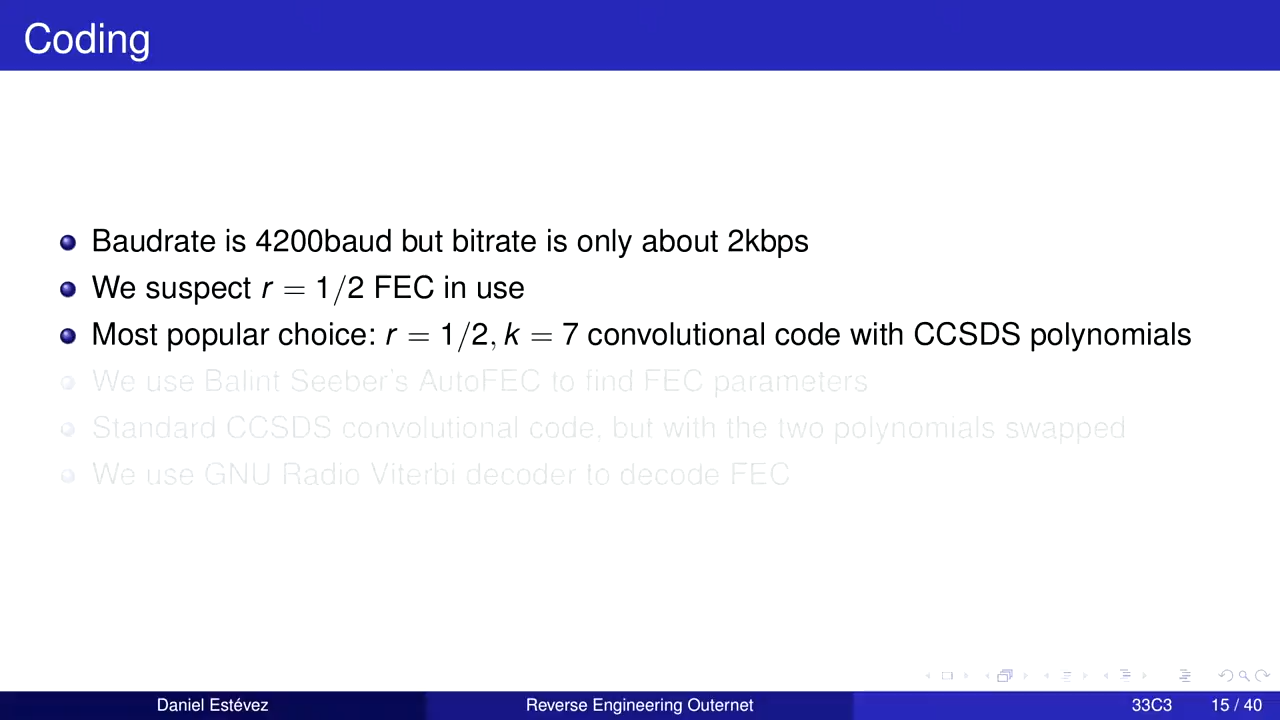 Coding
Baudrate is 4200baud but bitrate is only about 2kbps
We suspect r = 1/2 FEC in use
Most popular choice: r = 1/2, k = 7 convolutional code with CCSDS polynomials
We use Balint Seeber's AutoFEC to find FEC parameters
Standard CCSDS convolutional code, but with the two polynomials swapped
We use GNU Radio Viterbi decoder to decode FEC
Daniel Estévez Reverse Engineering Outernet 33C3 15 / 40